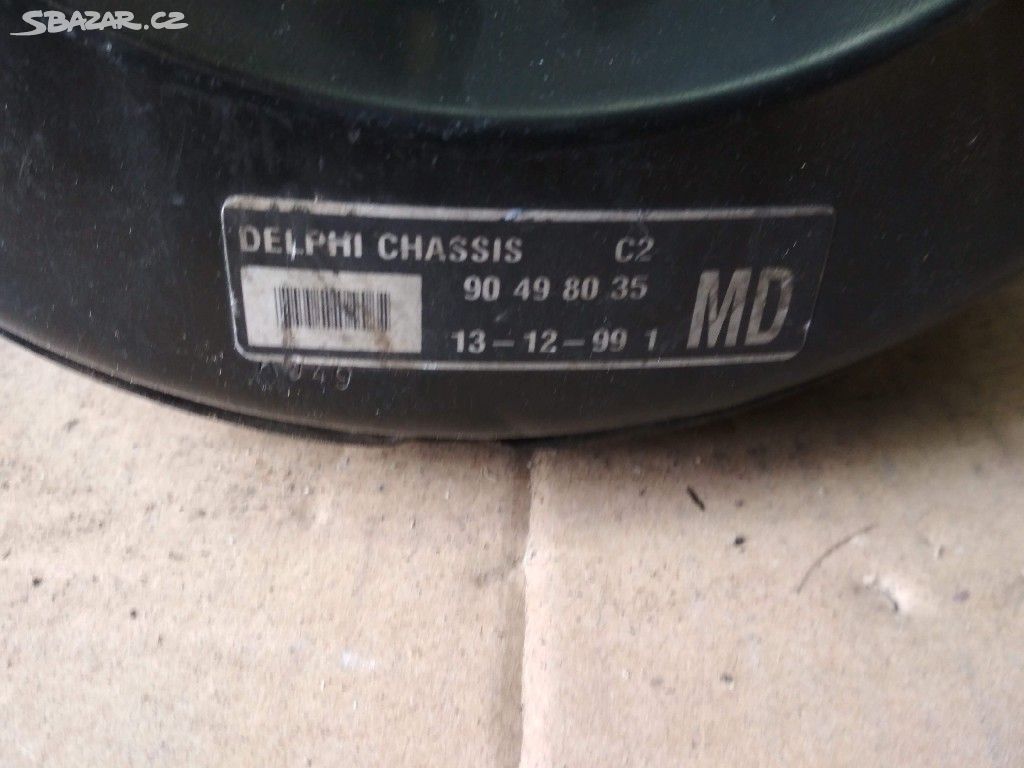 SBAZAR.CZ
DELPHI CHASSIS C2
90 49 80 35
MD
13-12-99 1